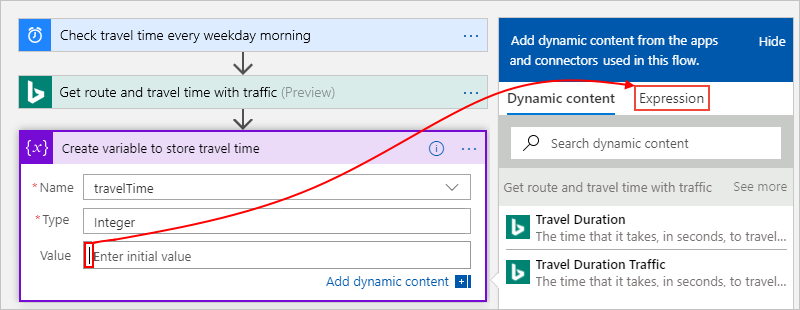 Check travel time every weekday morning
Get route and travel time with traffic (Preview)
{x} Create variable to store travel time
* Name travelTime
* Type Integer
Value Enter initial value
Add dynamic content
Add dynamic content from the apps and connectors used in this flow.
Hide
Dynamic content Expression
Search dynamic content
Get route and travel time with traffic See more
Travel Duration
The time that it takes, in seconds, to travel...
Travel Duration Traffic
The time that it takes, in seconds, to travel...